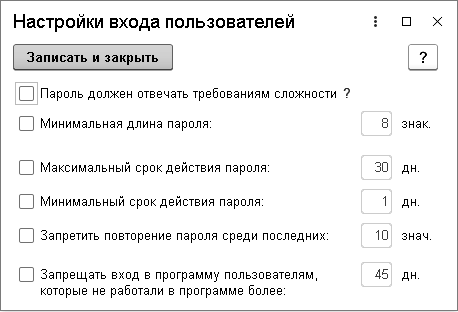 Настройки входа пользователей
Записать и закрыть ?
Пароль должен отвечать требованиям сложности ?
Минимальная длина пароля: 8 знак.
Максимальный срок действия пароля: 30 дн.
Минимальный срок действия пароля: 1 дн.
Запретить повторение пароля среди последних: 10 знач.
Запрещать вход в программу пользователям, 45 дн.
которые не работали в программе более: